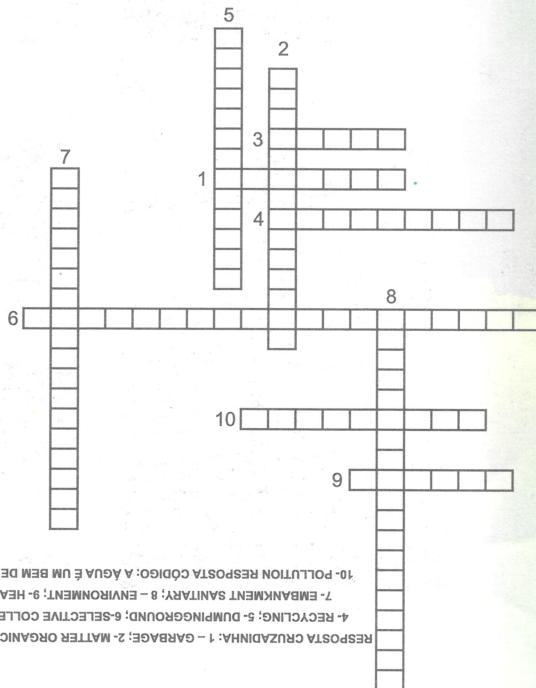 5
2
3
7
1
4
8
6
10
9
RESPOSTA CRUZADINHA: 1 – GARBAGE; 2- MATTER ORGANIC
4- RECYCLING; 5- DUMPINGGROUND; 6-SELECTIVE COLLE
7- EMBANKMENT SANITARY; 8 – ENVIRONMENT; 9- HEA
10- POLLUTION RESPOSTA CÓDIGO: A ÁGUA É UM BEM DE